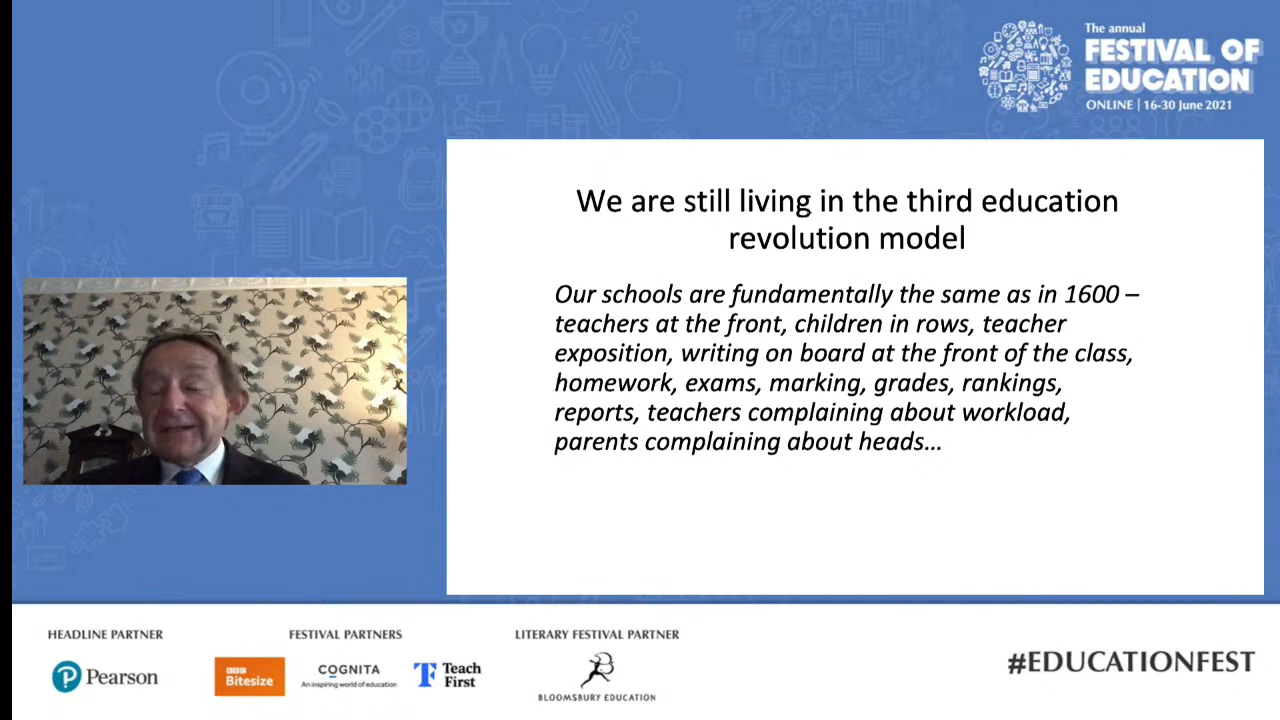 The annual
FESTIVAL OF
EDUCATION
ONLINE | 16-30 June 2021
We are still living in the third education
revolution model
Our schools are fundamentally the same as in 1600 –
teachers at the front, children in rows, teacher
exposition, writing on board at the front of the class,
homework, exams, marking, grades, rankings,
reports, teachers complaining about workload,
parents complaining about heads…
HEADLINE PARTNER
FESTIVAL PARTNERS
LITERARY FESTIVAL PARTNER
Pearson
BBC
Bitesize
COGNITA
An inspiring world of education
Teach
First
BLOOMSBURY EDUCATION
#EDUCATIONFEST